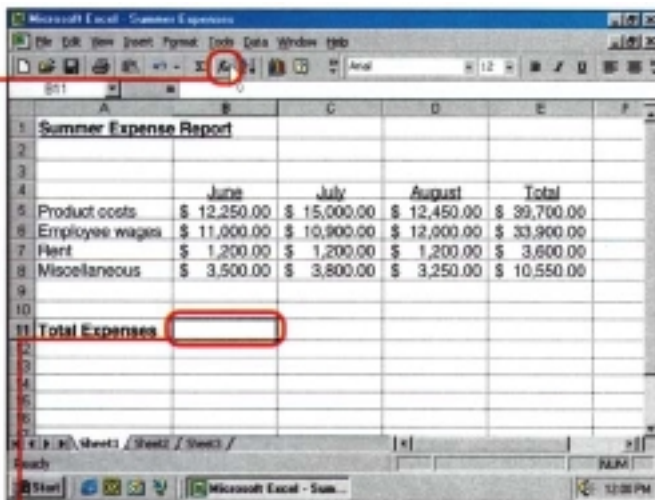 Microsoft Excel - Summer Expenses
File Edit View Insert Format Tools Data Window Help
Arial 12 B I U
B11 =
A B C D E F
1 Summer Expense Report
2
3
4 June July August Total
5 Product costs $ 12,250.00 $ 15,000.00 $ 12,450.00 $ 39,700.00
6 Employee wages $ 11,000.00 $ 10,900.00 $ 12,000.00 $ 33,900.00
7 Rent $ 1,200.00 $ 1,200.00 $ 1,200.00 $ 3,600.00
8 Miscellaneous $ 3,500.00 $ 3,800.00 $ 3,250.00 $ 10,550.00
9
10
11 Total Expenses
12
13
14
15
16
Sheet1 Sheet2 Sheet3
Ready NUM
Start Microsoft Excel - Sum... 12:00 PM